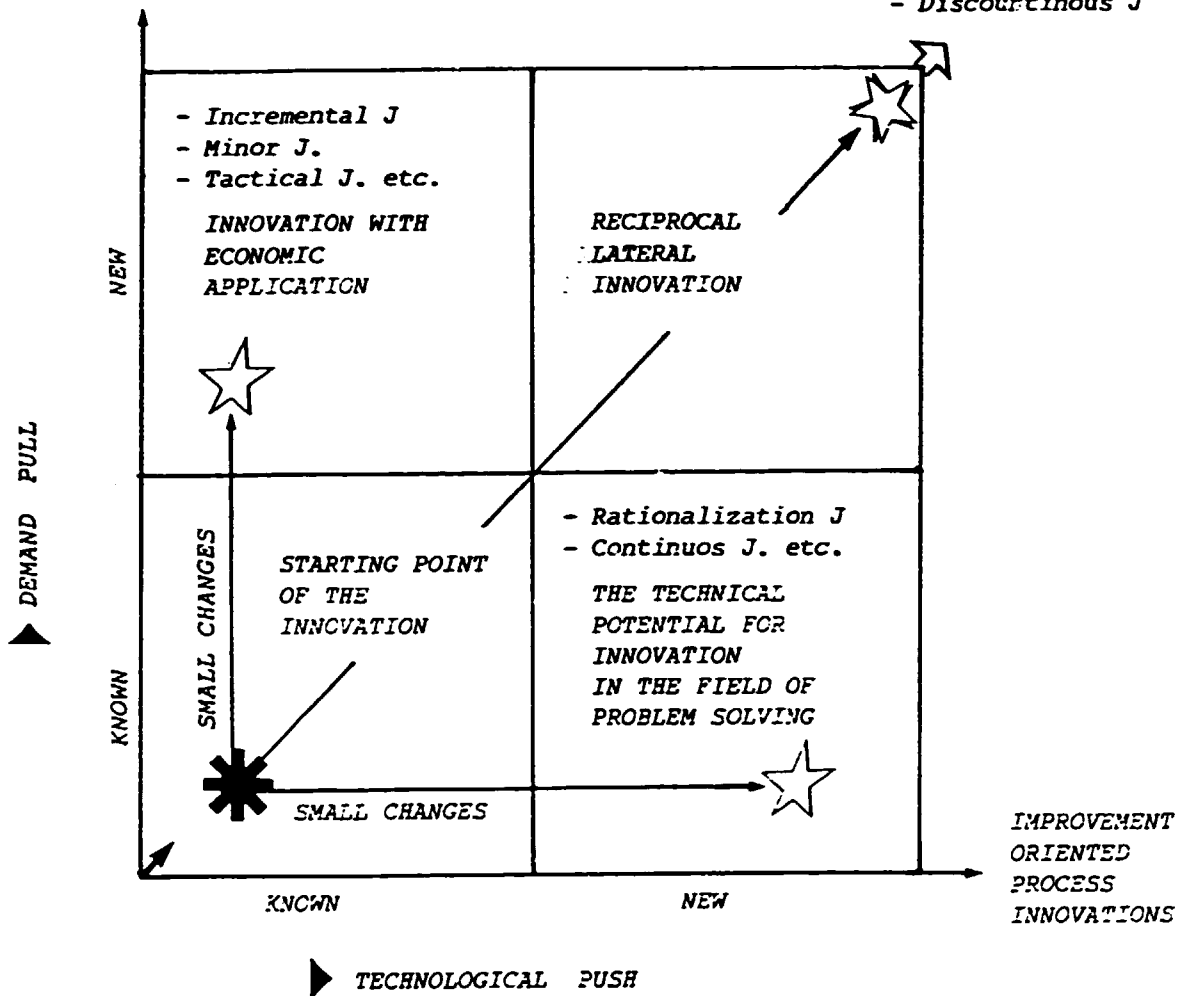 - Discountinous J
- Incremental J
- Minor J.
- Tactical J. etc.
INNOVATION WITH
ECONOMIC
APPLICATION
RECIPROCAL
LATERAL
INNOVATION
NEW
DEMAND PULL
SMALL CHANGES
KNOWN
STARTING POINT
OF THE
INNOVATION
- Rationalization J
- Continuos J. etc.
THE TECHNICAL
POTENTIAL FOR
INNOVATION
IN THE FIELD OF
PROBLEM SOLVING
SMALL CHANGES
IMPROVEMENT
ORIENTED
PROCESS
INNOVATIONS
KNOWN
NEW
TECHNOLOGICAL PUSH